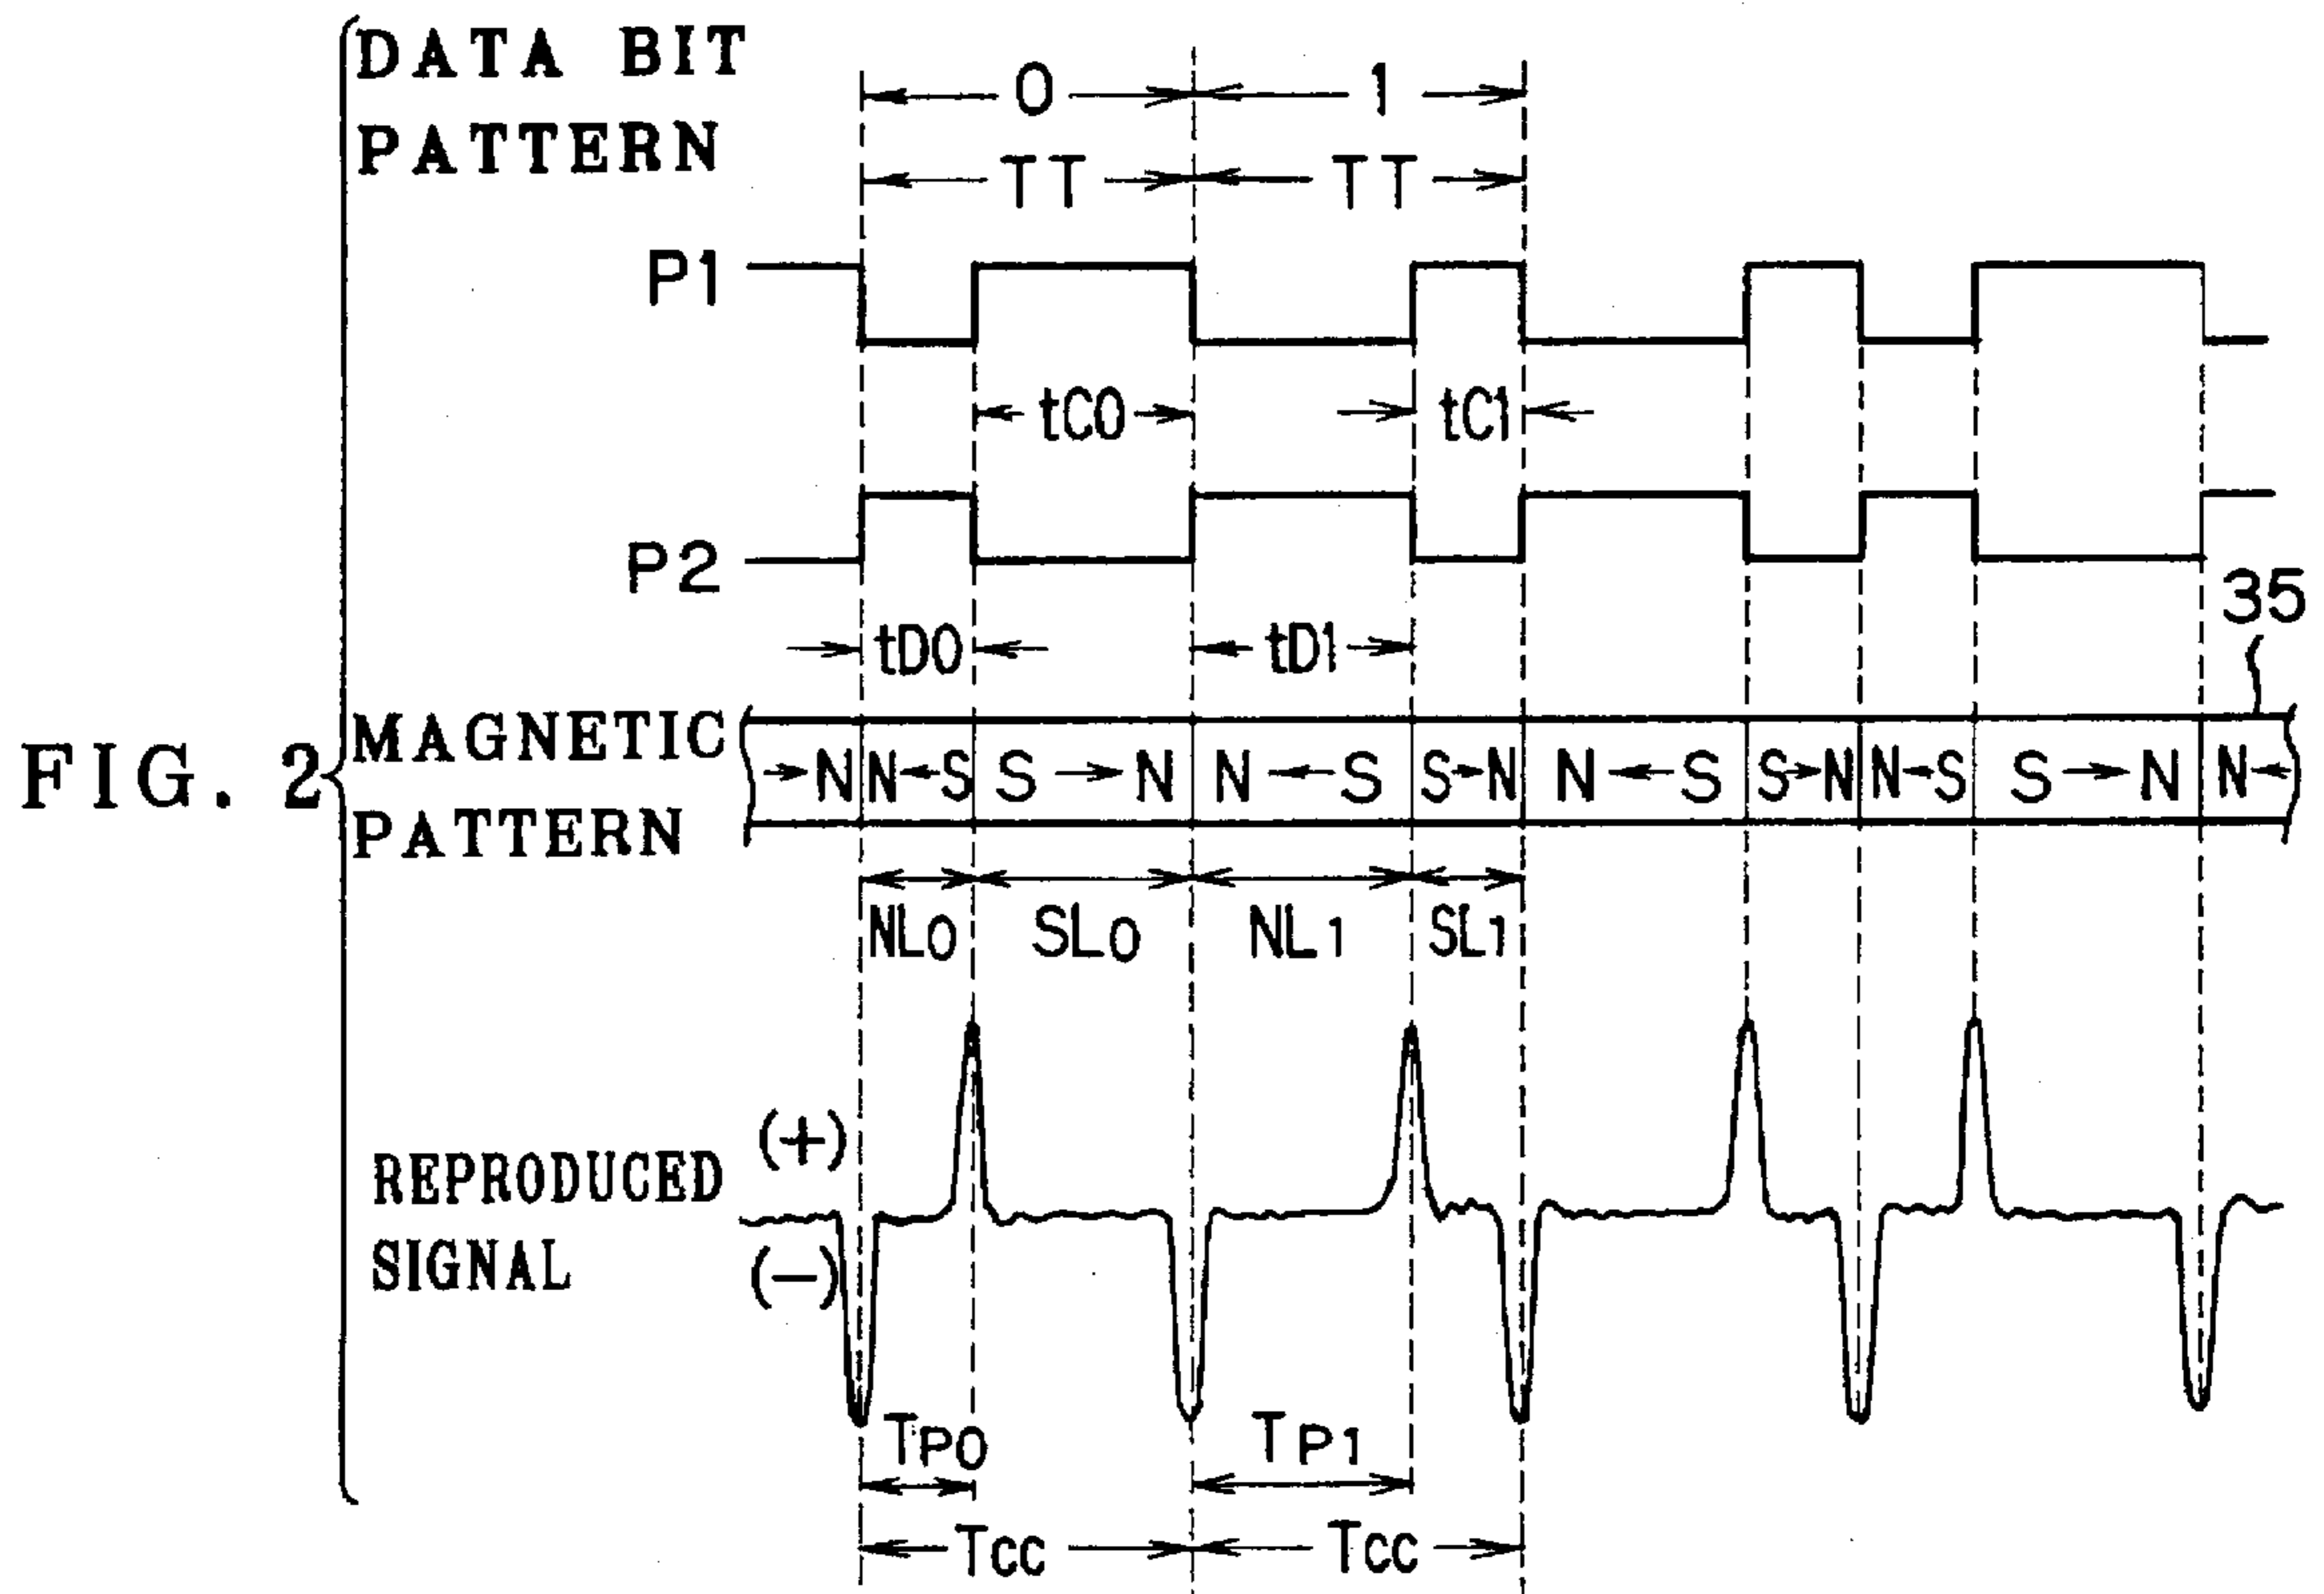 DATA BIT
PATTERN
0 1
TT TT
P1
tC0 tC1
P2
35
tD0 tD1
FIG. 2
MAGNETIC
PATTERN
N N S S N N S S N N S S N N S S N N
NL0 SL0 NL1 SL1
(+)
REPRODUCED
SIGNAL
(−)
TP0 TP1
Tcc Tcc